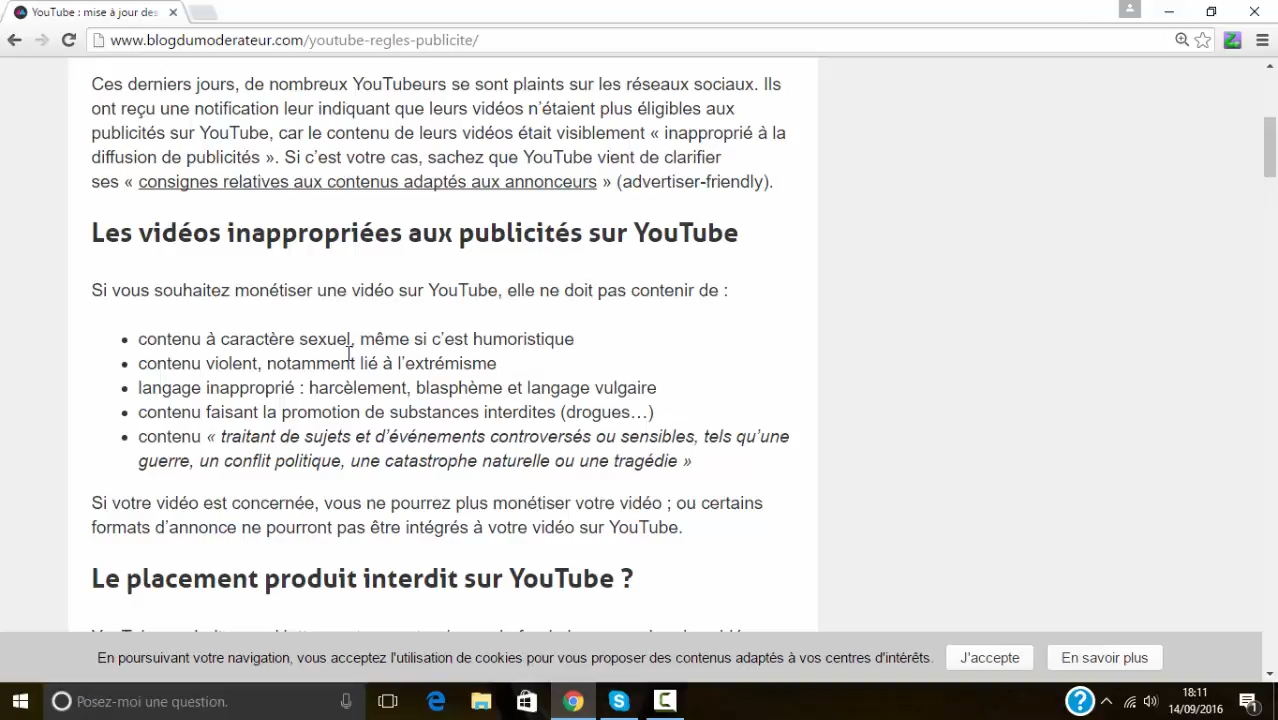 YouTube : mise à jour des
www.blogdumoderateur.com/youtube-regles-publicite/
Ces derniers jours, de nombreux YouTubeurs se sont plaints sur les réseaux sociaux. Ils
ont reçu une notification leur indiquant que leurs vidéos n’étaient plus éligibles aux
publicités sur YouTube, car le contenu de leurs vidéos était visiblement « inapproprié à la
diffusion de publicités ». Si c’est votre cas, sachez que YouTube vient de clarifier
ses « consignes relatives aux contenus adaptés aux annonceurs » (advertiser-friendly).
Les vidéos inappropriées aux publicités sur YouTube
Si vous souhaitez monétiser une vidéo sur YouTube, elle ne doit pas contenir de :
• contenu à caractère sexuel, même si c’est humoristique
• contenu violent, notamment lié à l’extrémisme
• langage inapproprié : harcèlement, blasphème et langage vulgaire
• contenu faisant la promotion de substances interdites (drogues…)
• contenu « traitant de sujets et d’événements controversés ou sensibles, tels qu’une
guerre, un conflit politique, une catastrophe naturelle ou une tragédie »
Si votre vidéo est concernée, vous ne pourrez plus monétiser votre vidéo ; ou certains
formats d’annonce ne pourront pas être intégrés à votre vidéo sur YouTube.
Le placement produit interdit sur YouTube ?
En poursuivant votre navigation, vous acceptez l'utilisation de cookies pour vous proposer des contenus adaptés à vos centres d'intérêts. J'accepte En savoir plus
Posez-moi une question.
18:11
14/09/2016